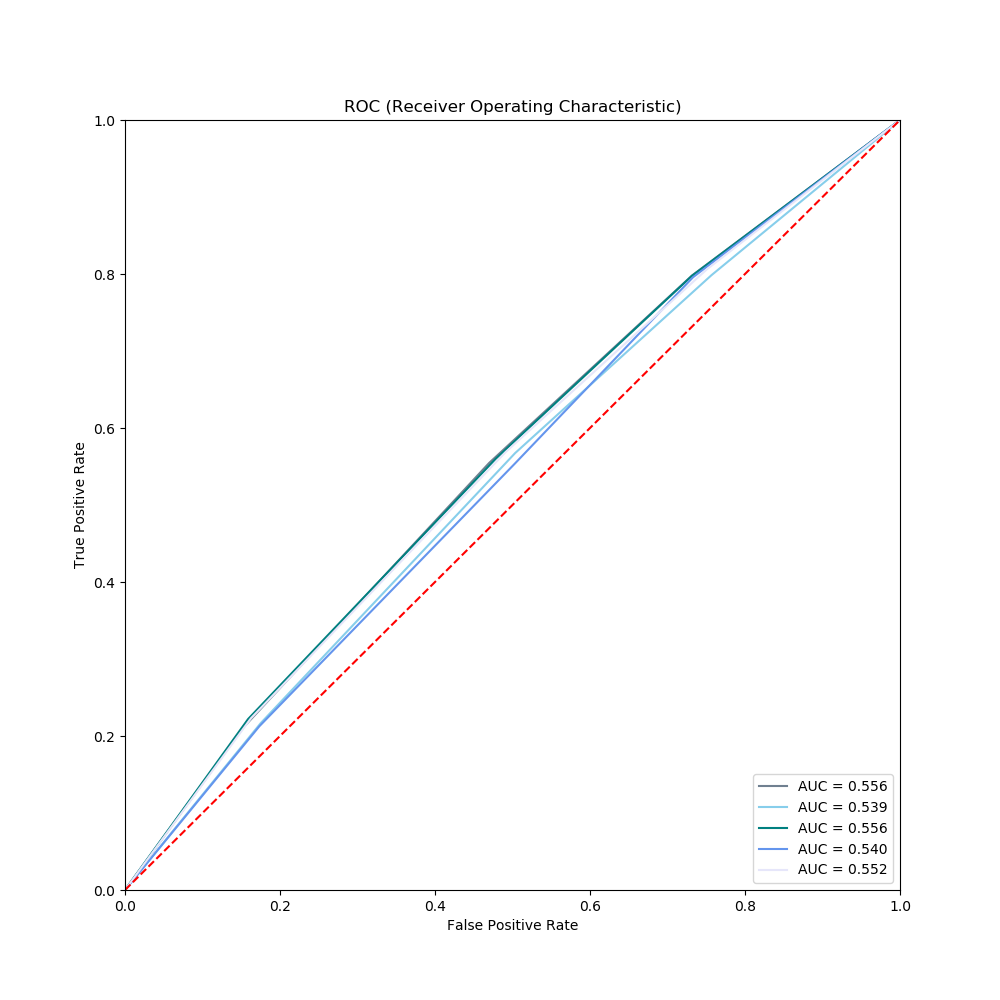 ROC (Receiver Operating Characteristic)
1.0
0.8
0.6
0.4
0.2
0.0
True Positive Rate
0.0 0.2 0.4 0.6 0.8 1.0
False Positive Rate
AUC = 0.556
AUC = 0.539
AUC = 0.556
AUC = 0.540
AUC = 0.552